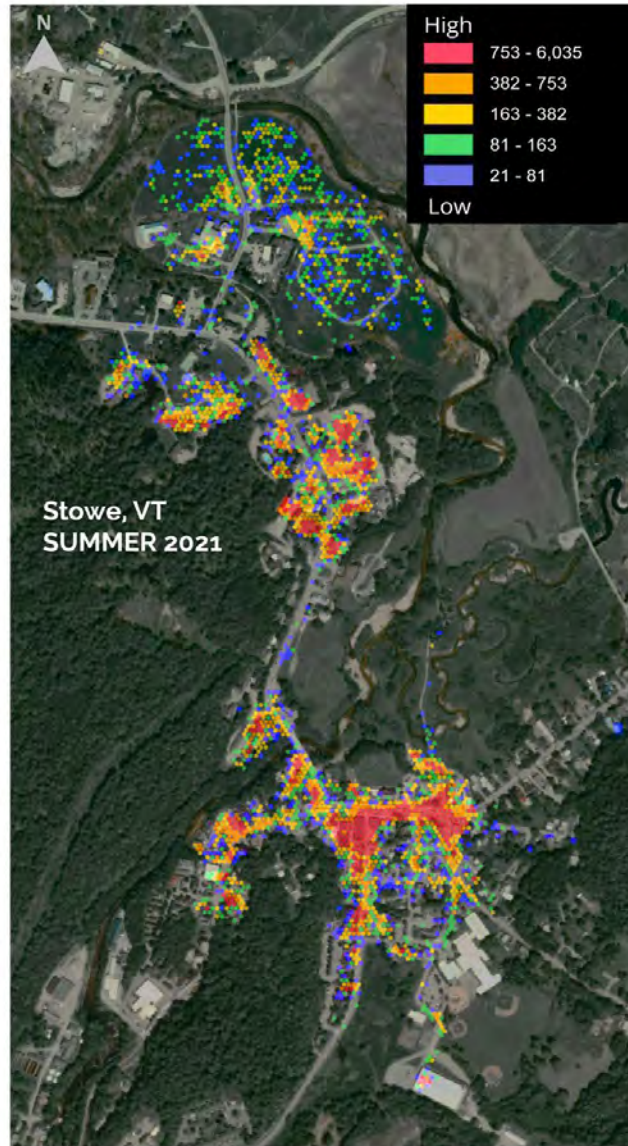 N
High
753 - 6,035
382 - 753
163 - 382
81 - 163
21 - 81
Low
Stowe, VT
SUMMER 2021